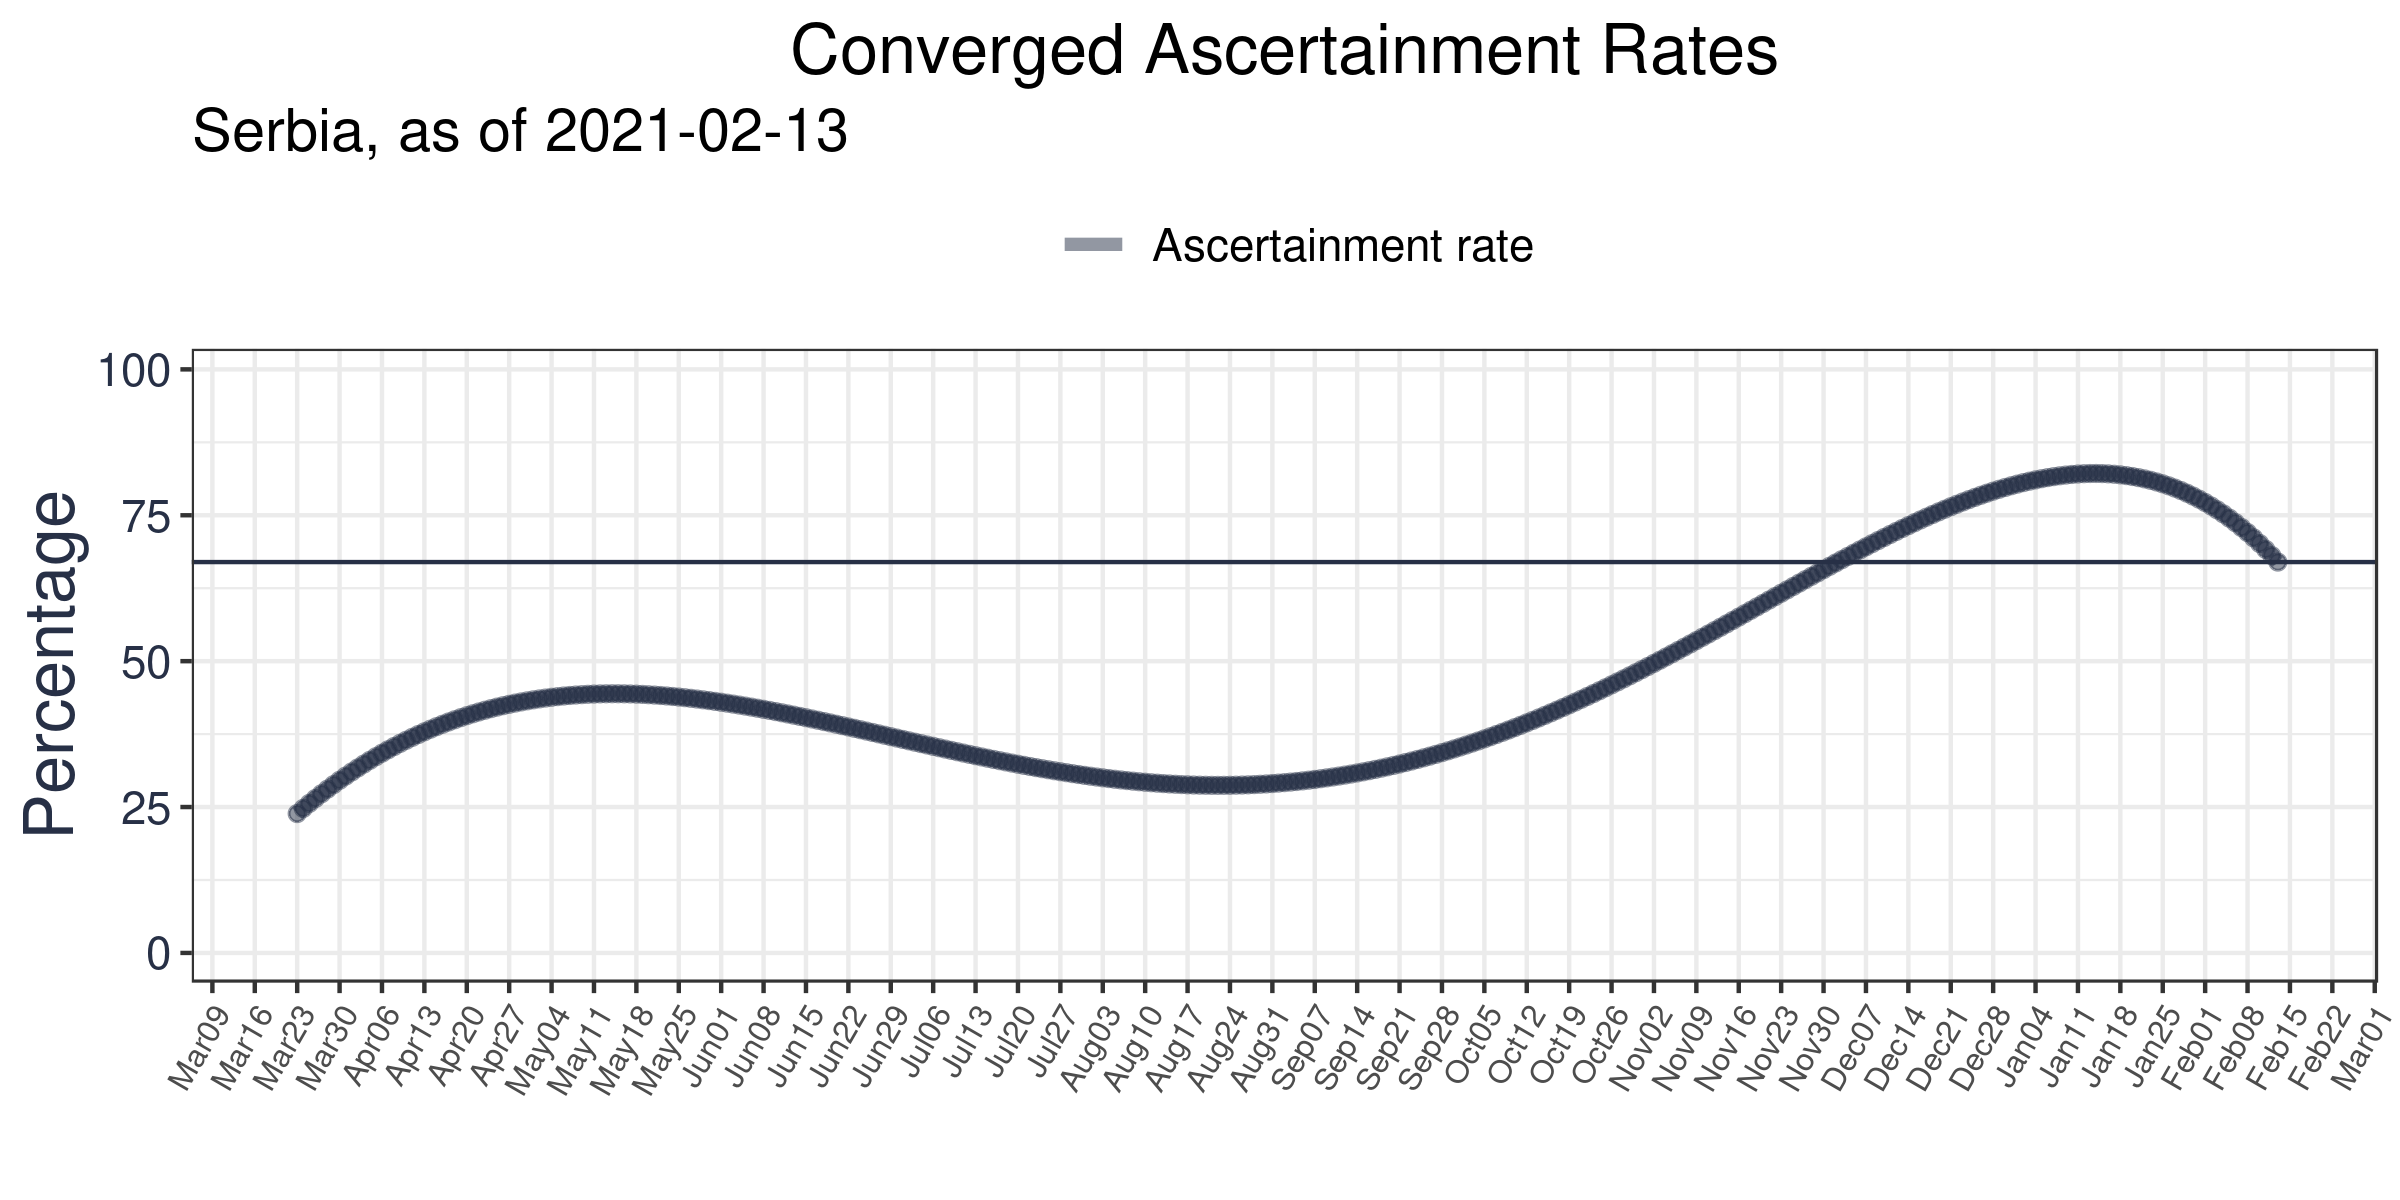 Converged Ascertainment Rates
Serbia, as of 2021-02-13
Ascertainment rate
Percentage
100
75
50
25
0
Mar09 Mar16 Mar23 Mar30 Apr06 Apr13 Apr20 Apr27 May04 May11 May18 May25 Jun01 Jun08 Jun15 Jun22 Jun29 Jul06 Jul13 Jul20 Jul27 Aug03 Aug10 Aug17 Aug24 Aug31 Sep07 Sep14 Sep21 Sep28 Oct05 Oct12 Oct19 Oct26 Nov02 Nov09 Nov16 Nov23 Nov30 Dec07 Dec14 Dec21 Dec28 Jan04 Jan11 Jan18 Jan25 Feb01 Feb08 Feb15 Feb22 Mar01